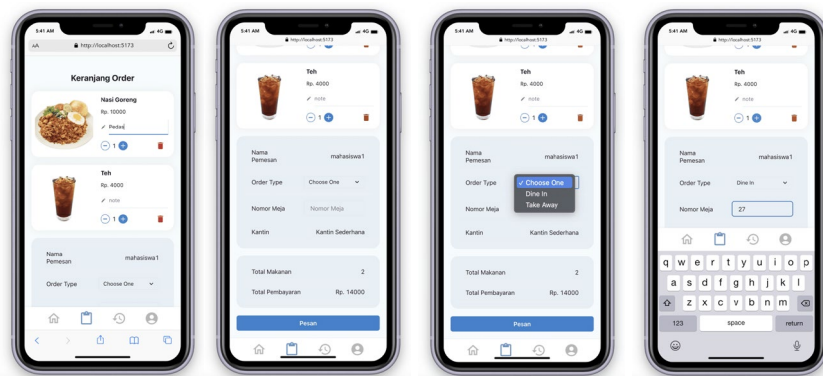 5:41 AM 4G
AA http://localhost:5173
Keranjang Order
Nasi Goreng
Rp. 10000
Pedas
1
Teh
Rp. 4000
note
1
Nama
Pemesan
mahasiswa1
Order Type Choose One
5:41 AM 4G
http://localhost:5173
1
Teh
Rp. 4000
note
1
Nama
Pemesan
mahasiswa1
Order Type Choose One
Nomor Meja Nomor Meja
Kantin Kantin Sederhana
Total Makanan 2
Total Pembayaran Rp. 14000
Pesan
5:41 AM 4G
http://localhost:5173
1
Teh
Rp. 4000
note
1
Nama
Pemesan
mahasiswa1
Order Type ✓ Choose One
Dine In
Take Away
Nomor Meja
Kantin Kantin Sederhana
Total Makanan 2
Total Pembayaran Rp. 14000
Pesan
5:41 AM 4G
http://localhost:5173
Teh
Rp. 4000
note
1
Nama
Pemesan
mahasiswa1
Order Type Dine In
Nomor Meja 27
q w e r t y u i o p
a s d f g h j k l
z x c v b n m
123 space return